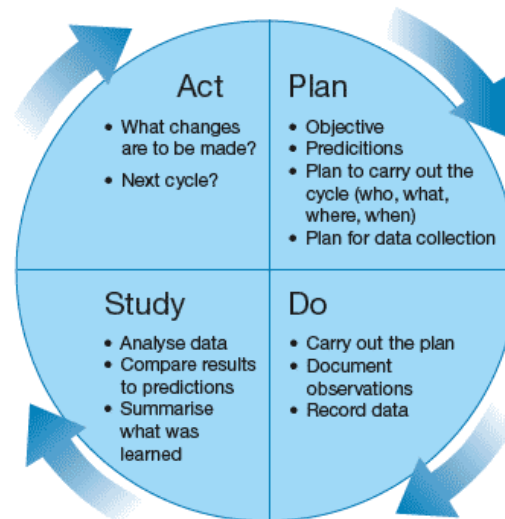 Act
• What changes
are to be made?
• Next cycle?
Plan
• Objective
• Predicitions
• Plan to carry out the
cycle (who, what,
where, when)
• Plan for data collection
Study
• Analyse data
• Compare results
to predictions
• Summarise
what was
learned
Do
• Carry out the plan
• Document
observations
• Record data